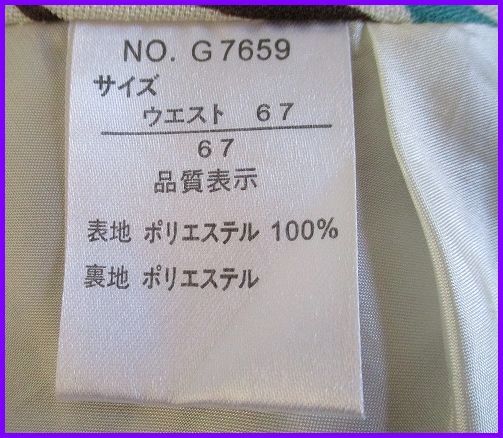 NO. G7659
サイズ
ウエスト 67
67
品質表示
表地 ポリエステル 100%
裏地 ポリエステル